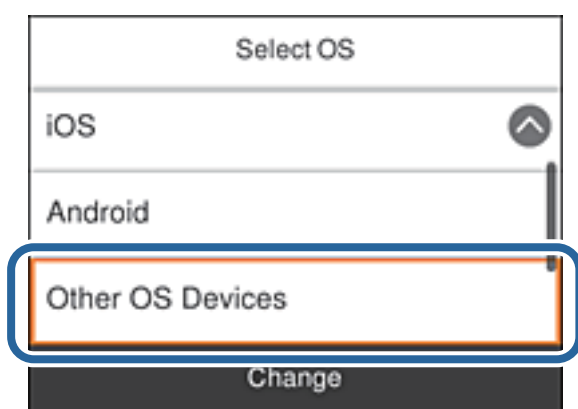 Select OS
iOS
Android
Other OS Devices
Change